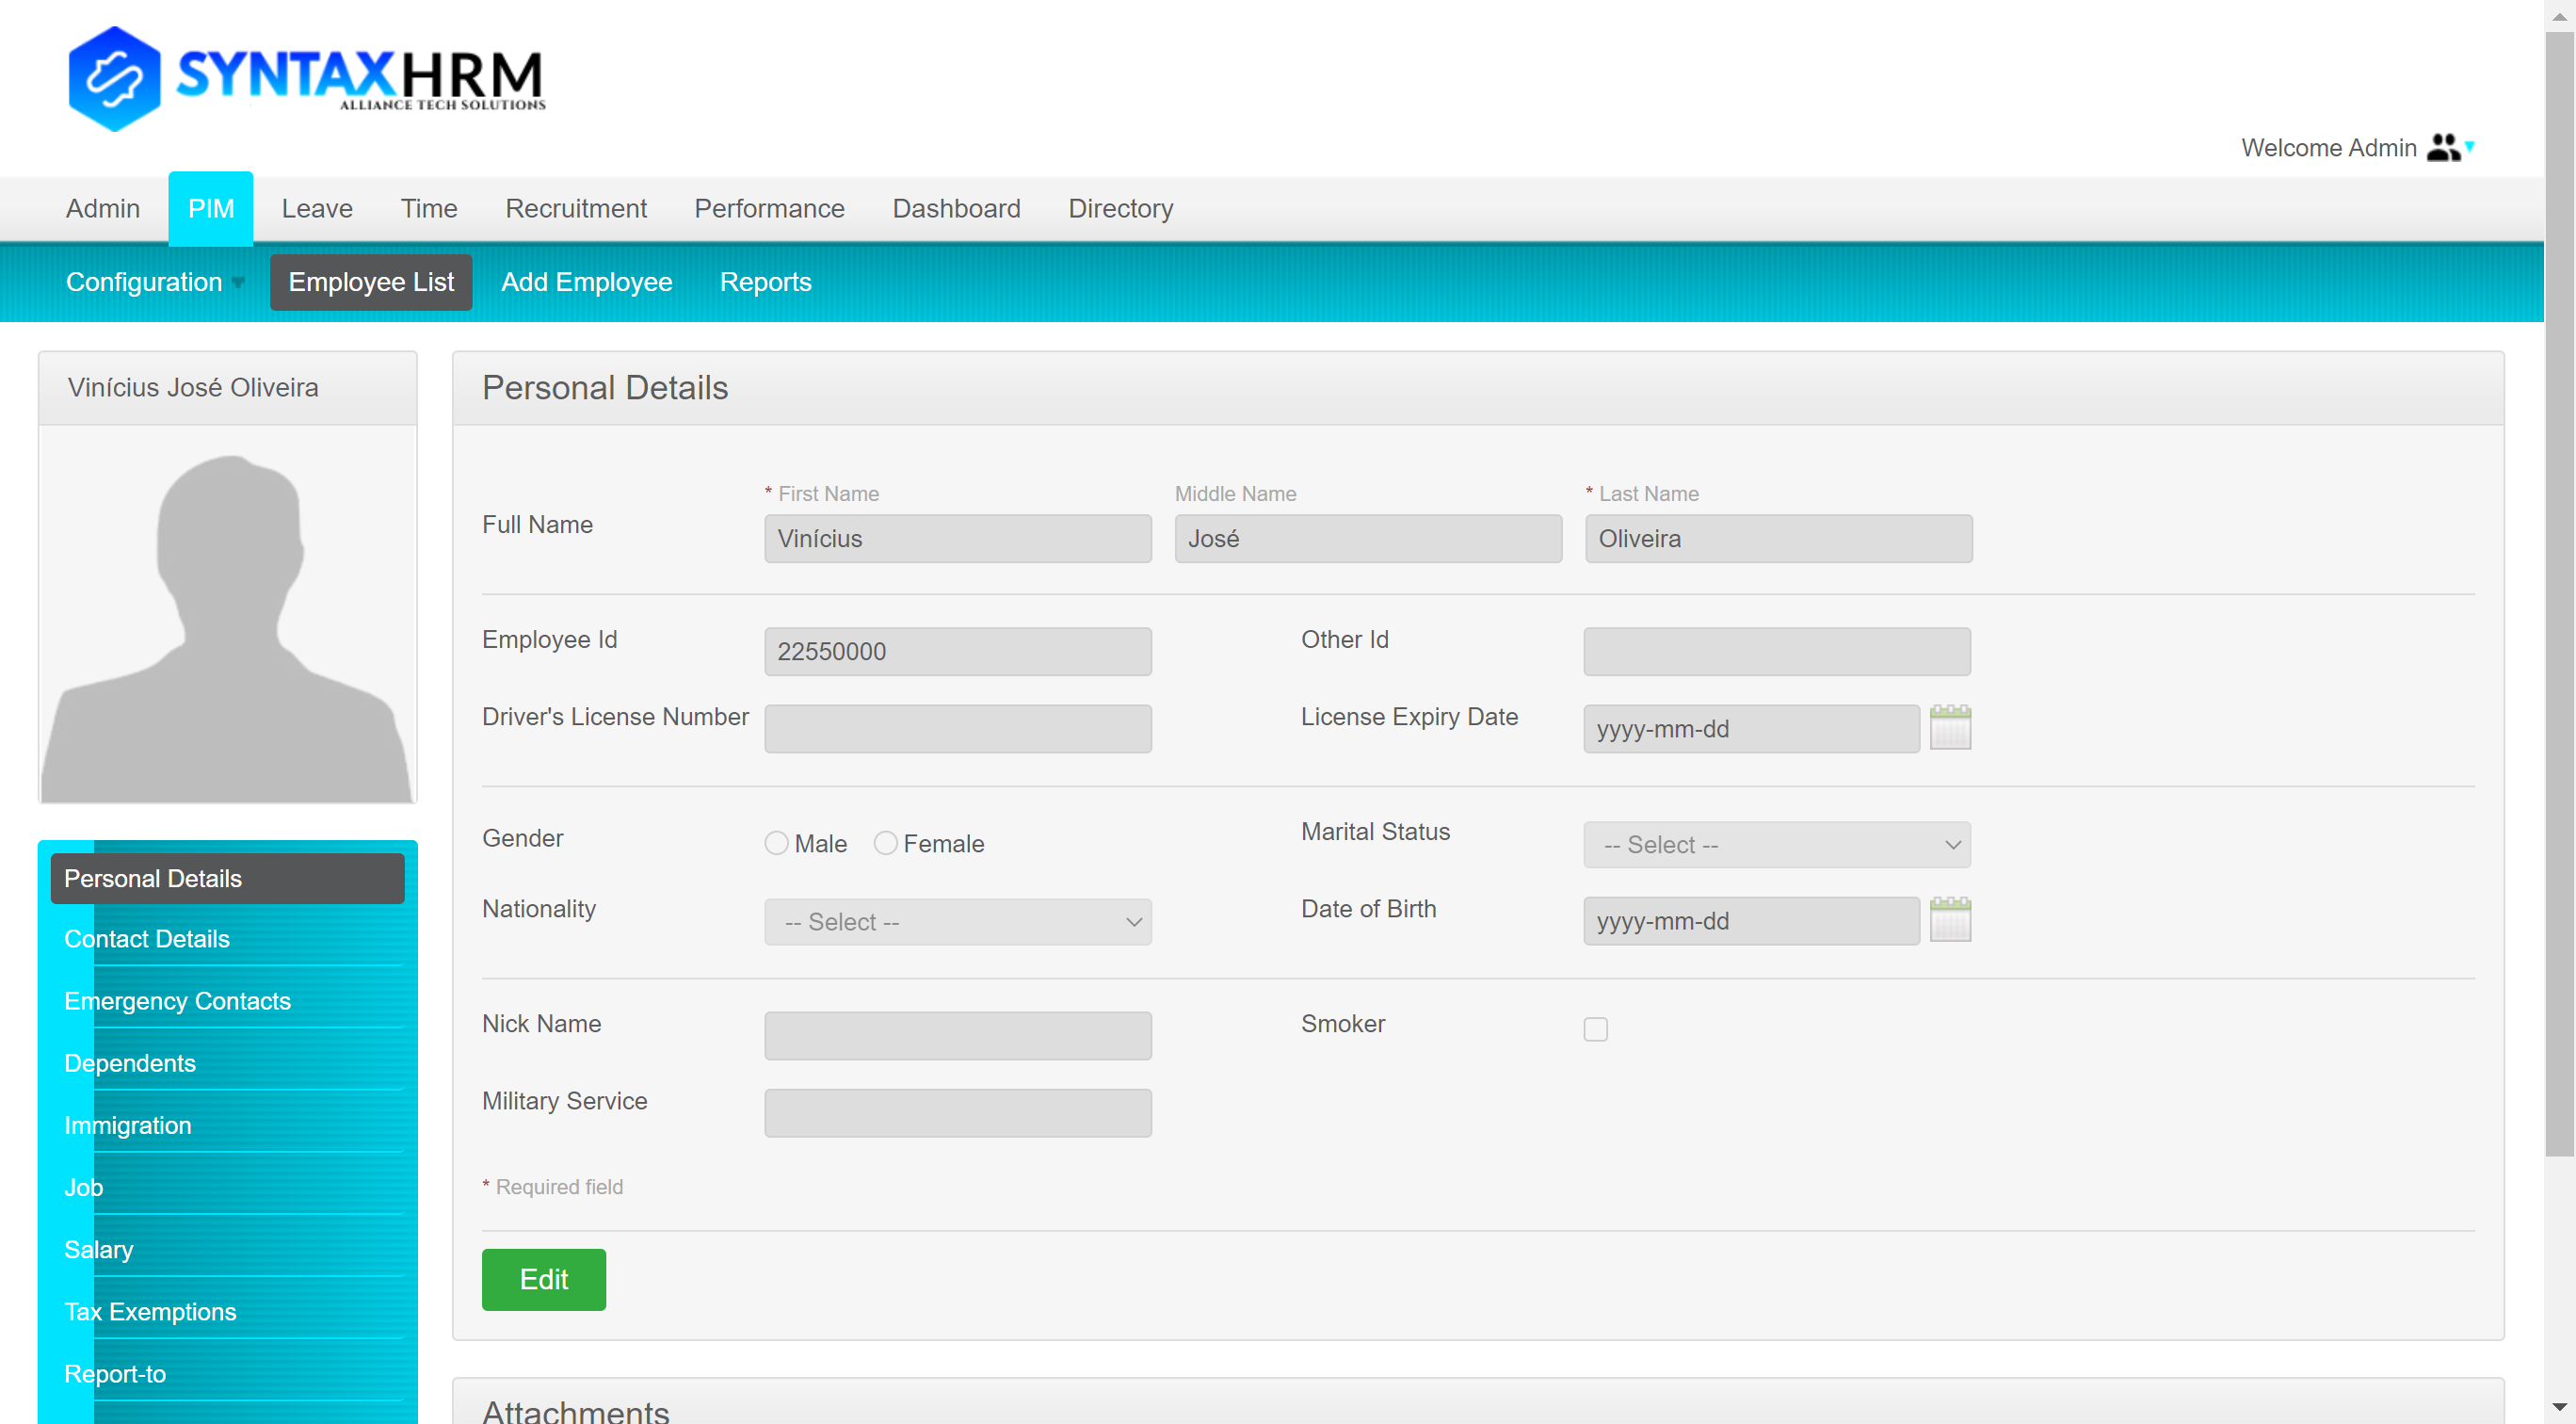 SYNTAXHRM
ALLIANCE TECH SOLUTIONS
Welcome Admin
Admin PIM Leave Time Recruitment Performance Dashboard Directory
Configuration Employee List Add Employee Reports
Vinícius José Oliveira
Personal Details
* First Name Middle Name * Last Name
Full Name Vinícius José Oliveira
Employee Id 22550000 Other Id
Driver's License Number License Expiry Date yyyy-mm-dd
Gender Male Female Marital Status -- Select --
Nationality -- Select -- Date of Birth yyyy-mm-dd
Nick Name Smoker
Military Service
* Required field
Edit
Personal Details
Contact Details
Emergency Contacts
Dependents
Immigration
Job
Salary
Tax Exemptions
Report-to
Attachments